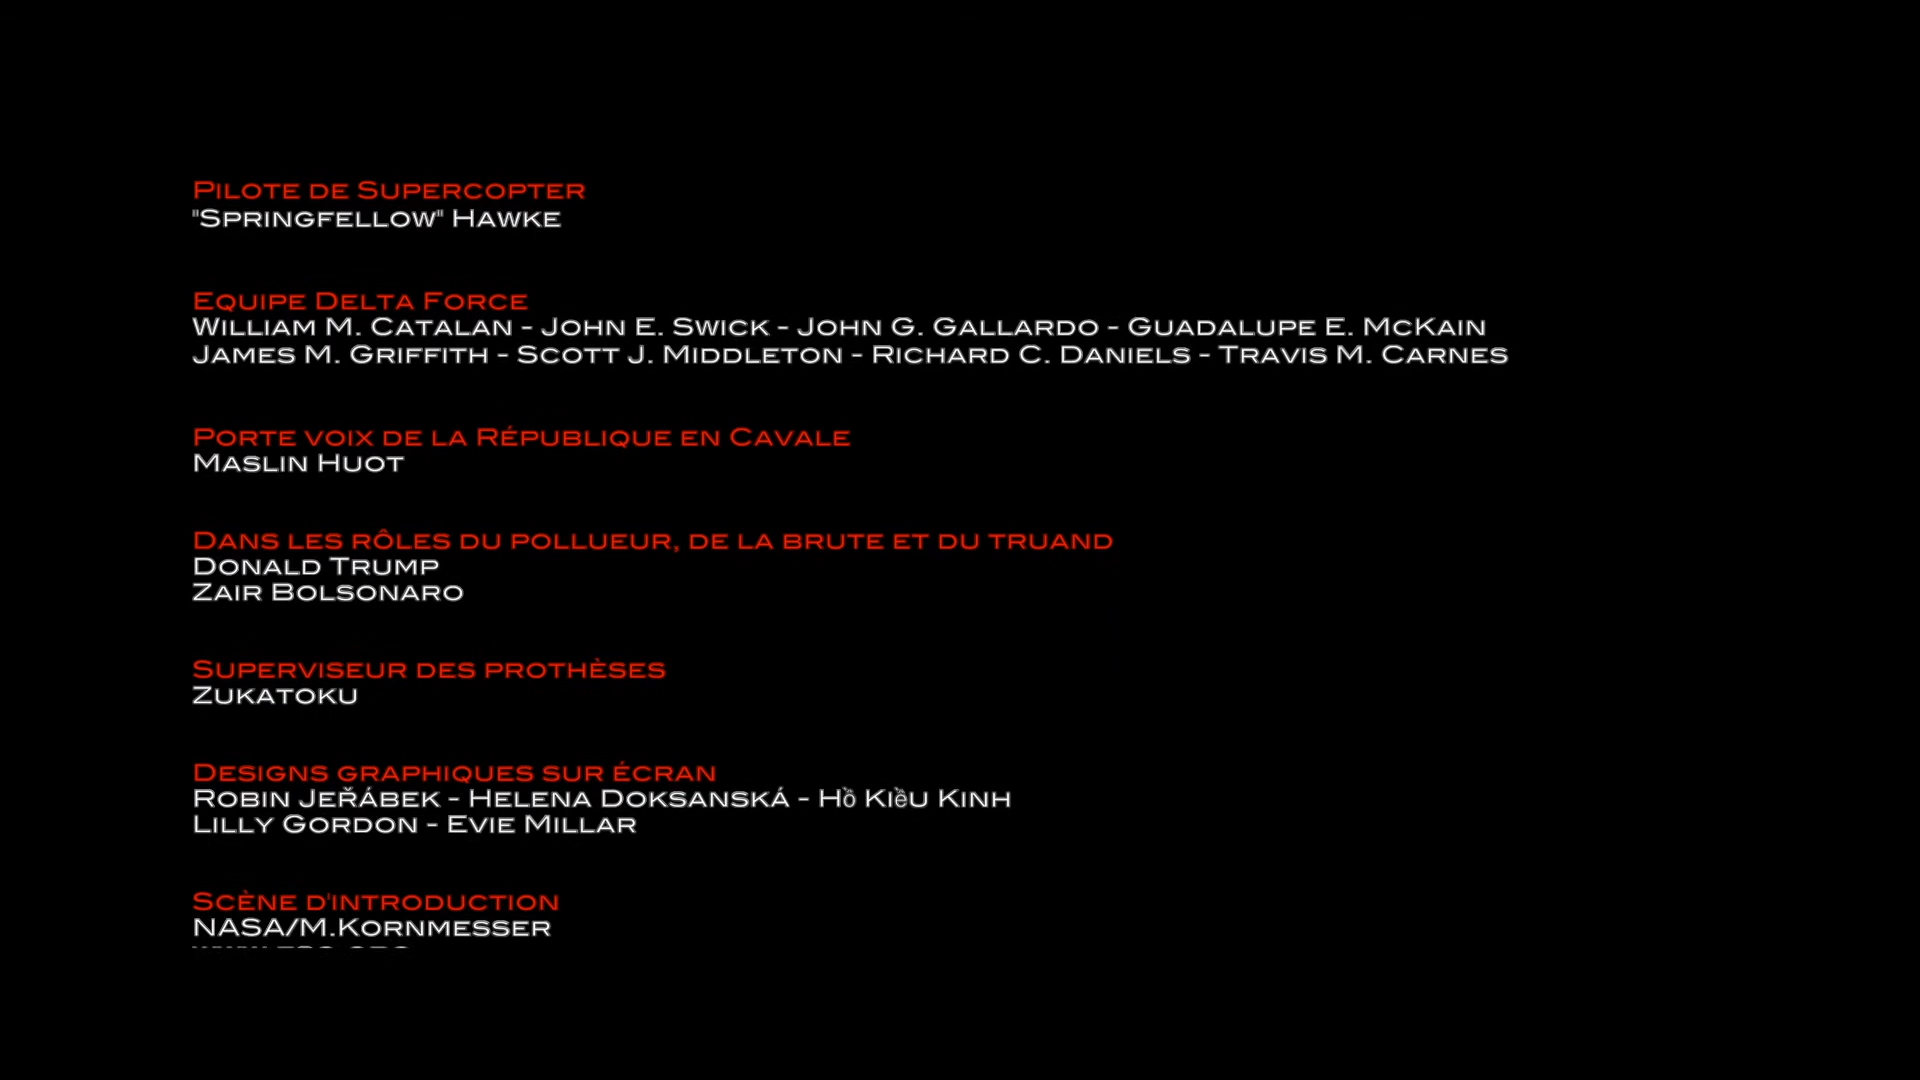 Pilote de Supercopter
"Springfellow" Hawke
Equipe Delta Force
William M. Catalan - John E. Swick - John G. Gallardo - Guadalupe E. McKain
James M. Griffith - Scott J. Middleton - Richard C. Daniels - Travis M. Carnes
Porte voix de la République en Cavale
Maslin Huot
Dans les rôles du pollueur, de la brute et du truand
Donald Trump
Zair Bolsonaro
Superviseur des prothèses
Zukatoku
Designs graphiques sur écran
Robin Jeřábek - Helena Doksanská - Hồ Kiều Kinh
Lilly Gordon - Evie Millar
Scène d'introduction
NASA/M.Kornmesser